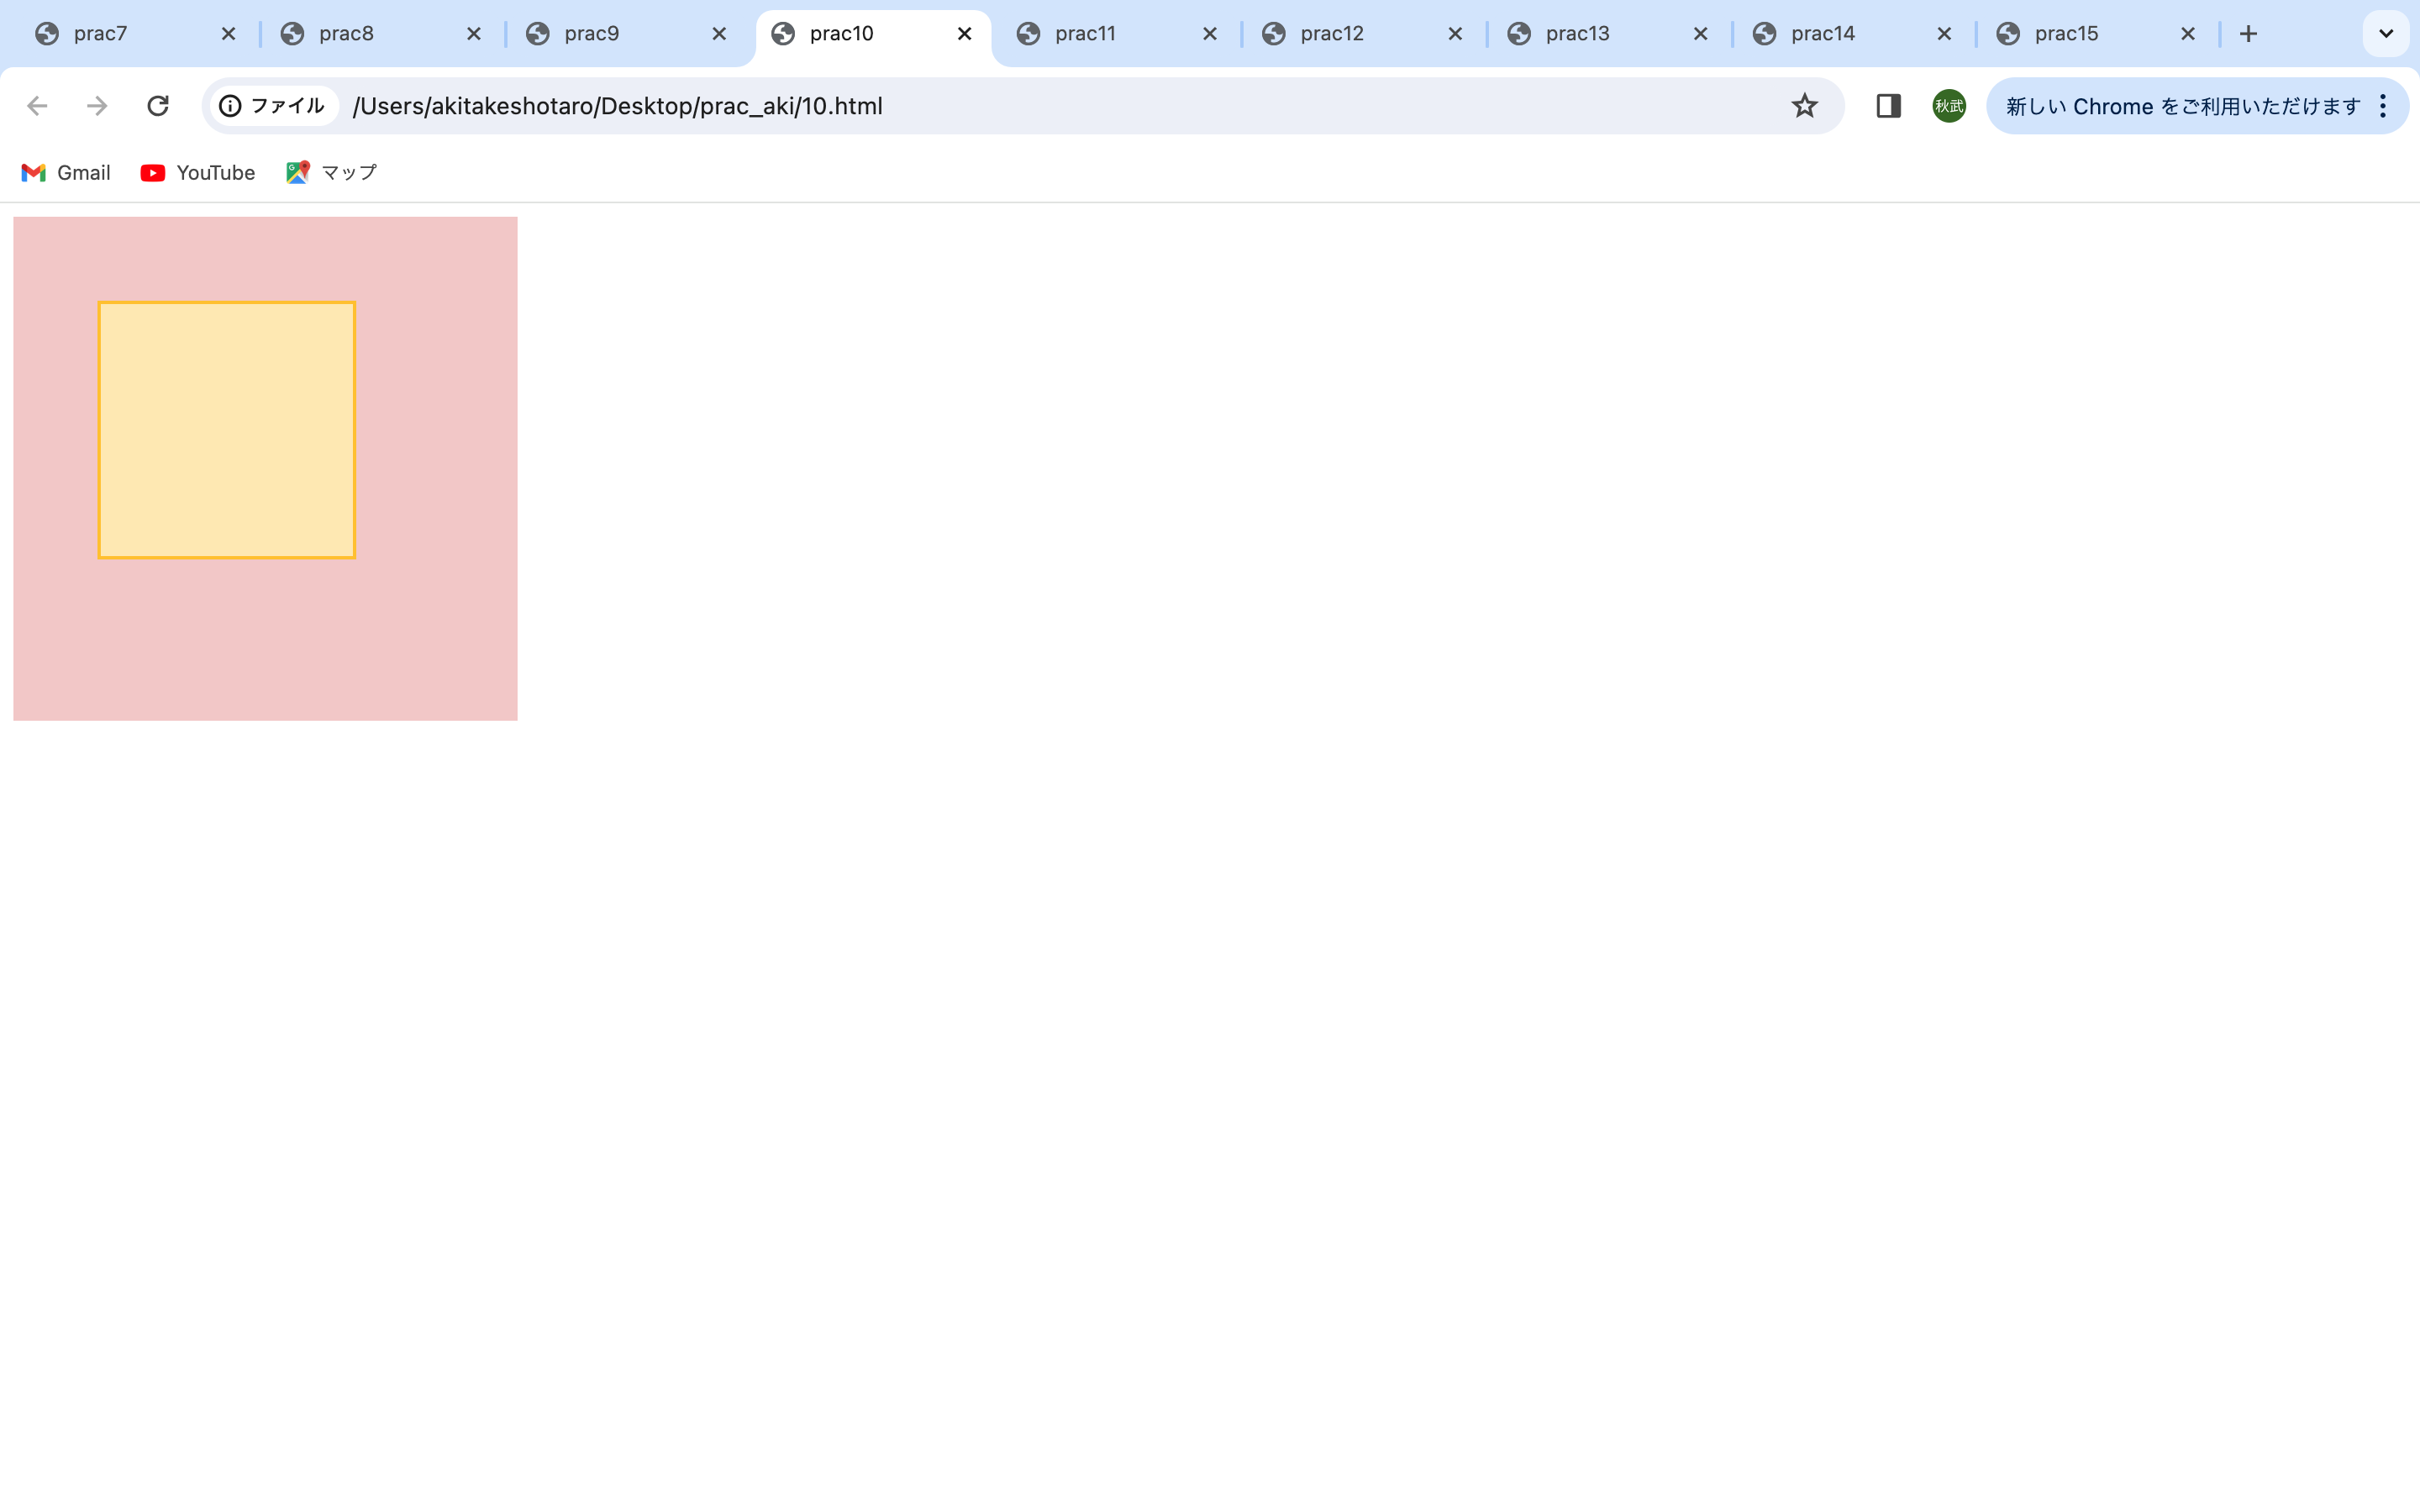 prac7 prac8 prac9 prac10 prac11 prac12 prac13 prac14 prac15
ファイル /Users/akitakeshotaro/Desktop/prac_aki/10.html 秋武 新しい Chrome をご利用いただけます
Gmail YouTube マップ